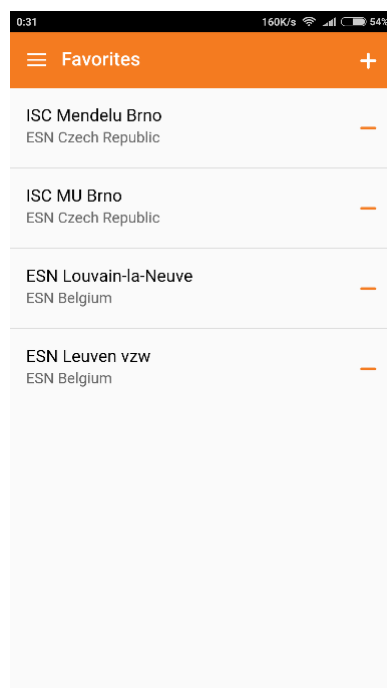 0:31 160K/s 54%
Favorites
ISC Mendelu Brno
ESN Czech Republic
ISC MU Brno
ESN Czech Republic
ESN Louvain-la-Neuve
ESN Belgium
ESN Leuven vzw
ESN Belgium